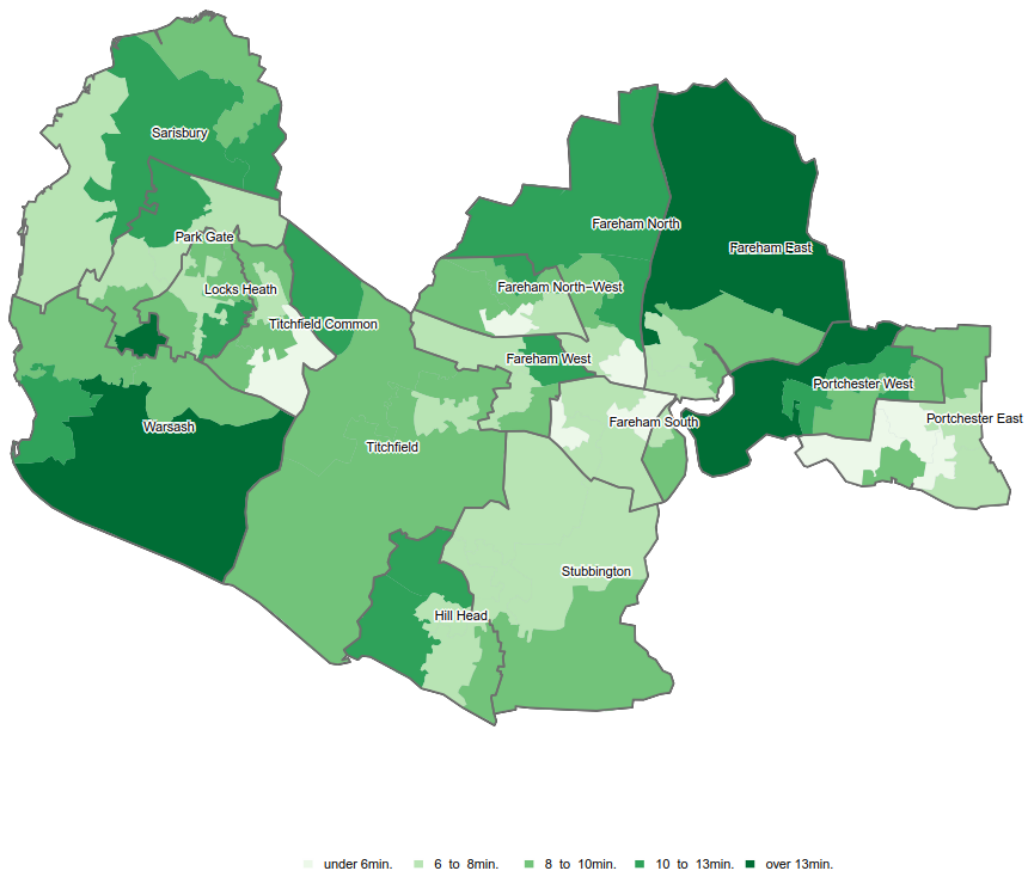 Sarisbury
Fareham North
Park Gate
Fareham East
Locks Heath
Fareham North-West
Titchfield Common
Fareham West
Portchester West
Portchester East
Fareham South
Warsash
Titchfield
Stubbington
Hill Head
under 6min. 6 to 8min. 8 to 10min. 10 to 13min. over 13min.